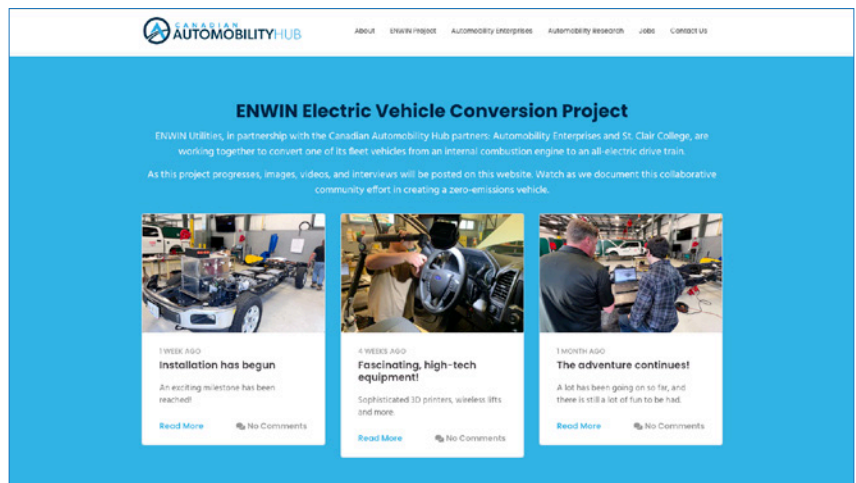 CANADIAN
AUTOMOBILITYHUB
About ENWIN Project Automobility Enterprises Automobility Research Jobs Contact Us
ENWIN Electric Vehicle Conversion Project
ENWIN Utilities, in partnership with the Canadian Automobility Hub partners: Automobility Enterprises and St. Clair College, are
working together to convert one of its fleet vehicles from an internal combustion engine to an all-electric drive train.
As this project progresses, images, videos, and interviews will be posted on this website. Watch as we document this collaborative
community effort in creating a zero-emissions vehicle.
1 WEEK AGO
Installation has begun
An exciting milestone has been
reached!
Read More No Comments
4 WEEKS AGO
Fascinating, high-tech
equipment!
Sophisticated 3D printers, wireless lifts
and more.
Read More No Comments
1 MONTH AGO
The adventure continues!
A lot has been going on so far, and
there is still a lot of fun to be had.
Read More No Comments